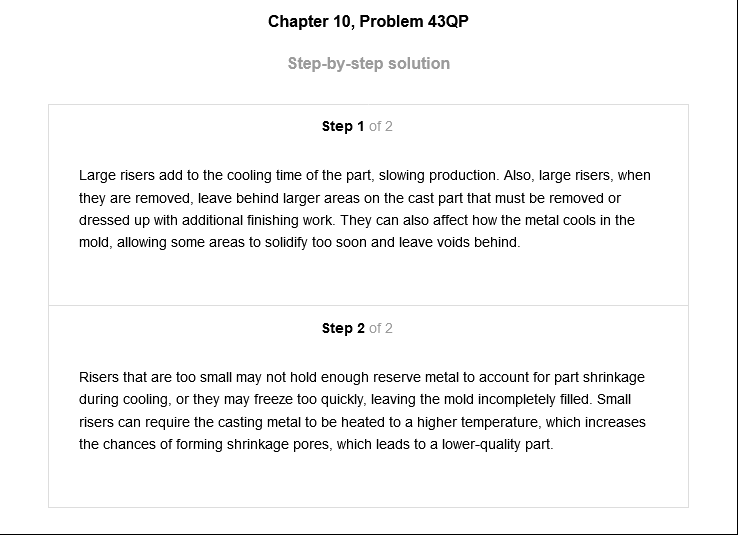 Chapter 10, Problem 43QP
Step-by-step solution
Step 1 of 2
Large risers add to the cooling time of the part, slowing production. Also, large risers, when
they are removed, leave behind larger areas on the cast part that must be removed or
dressed up with additional finishing work. They can also affect how the metal cools in the
mold, allowing some areas to solidify too soon and leave voids behind.
Step 2 of 2
Risers that are too small may not hold enough reserve metal to account for part shrinkage
during cooling, or they may freeze too quickly, leaving the mold incompletely filled. Small
risers can require the casting metal to be heated to a higher temperature, which increases
the chances of forming shrinkage pores, which leads to a lower-quality part.